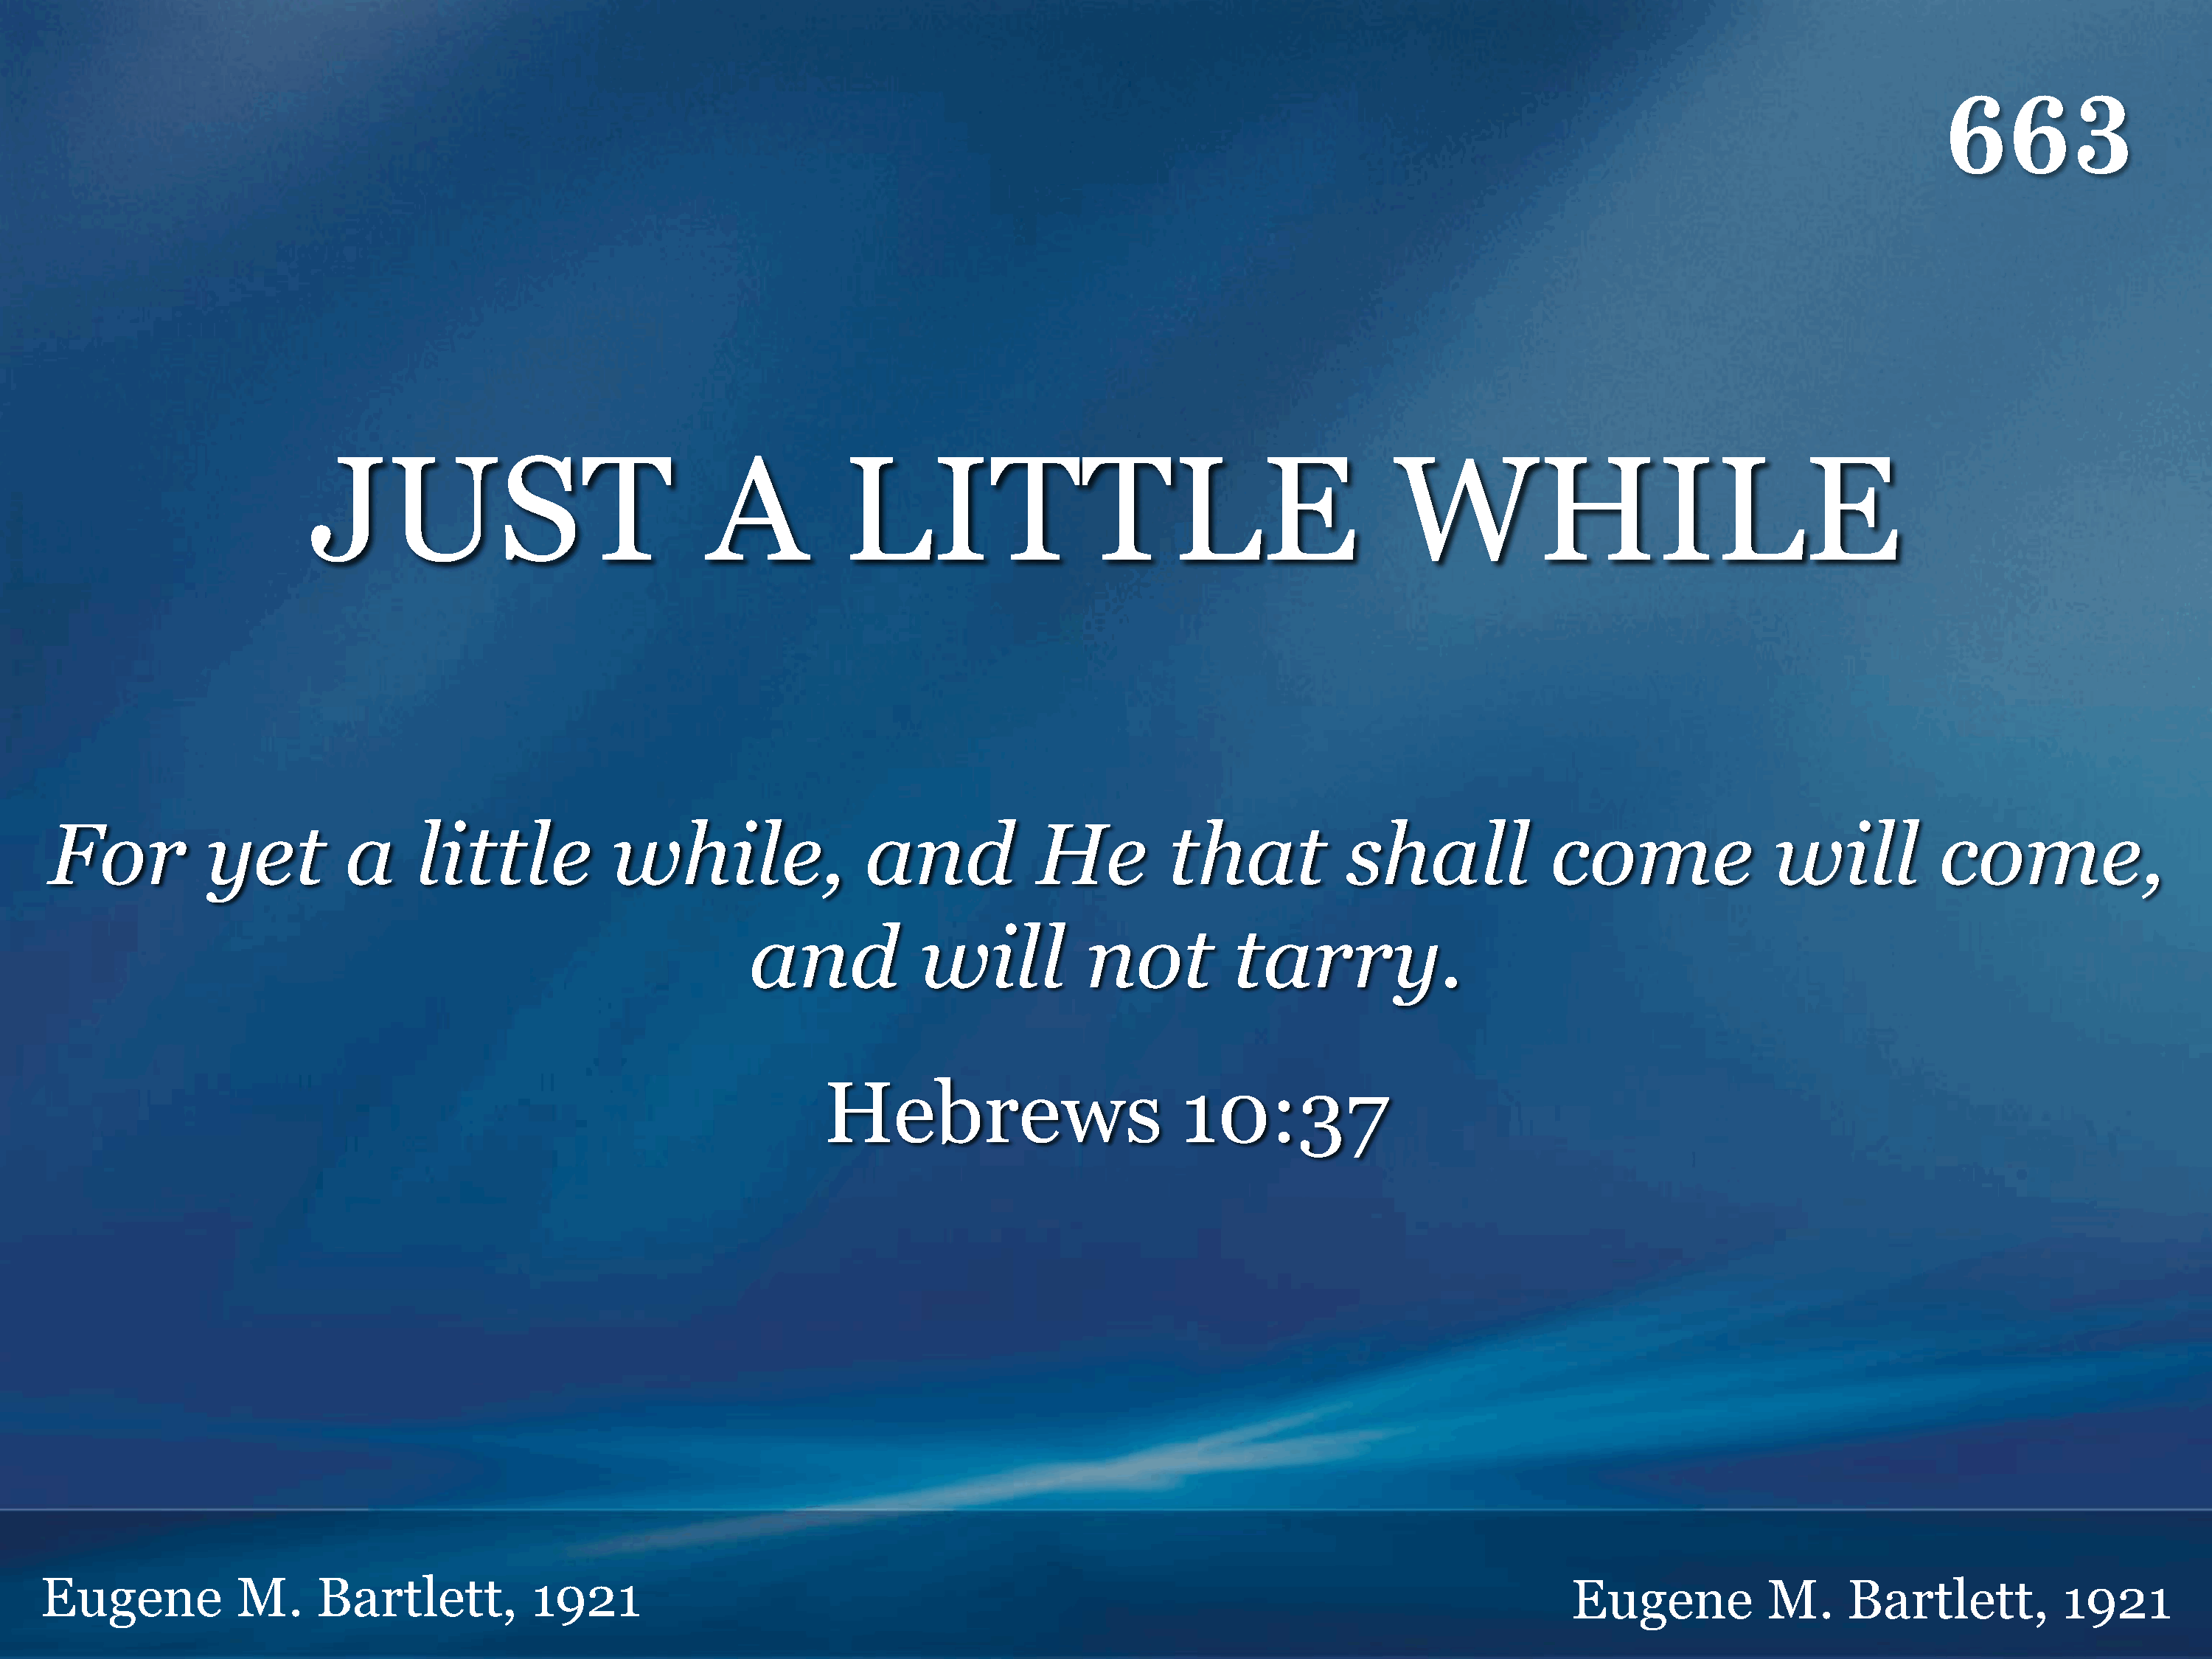 663
JUST A LITTLE WHILE
For yet a little while, and He that shall come will come,
and will not tarry.
Hebrews 10:37
Eugene M. Bartlett, 1921
Eugene M. Bartlett, 1921